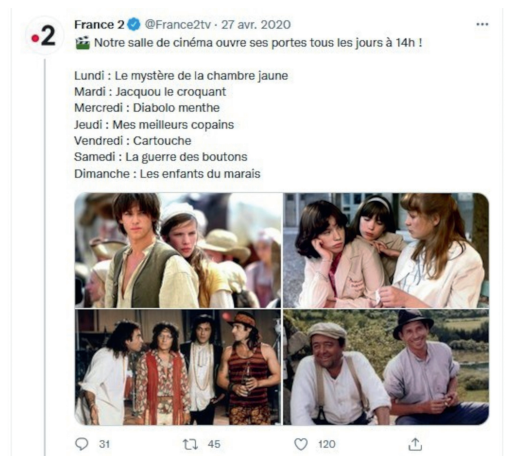 France 2 @France2tv · 27 avr. 2020
🎬 Notre salle de cinéma ouvre ses portes tous les jours à 14h !
Lundi : Le mystère de la chambre jaune
Mardi : Jacquou le croquant
Mercredi : Diabolo menthe
Jeudi : Mes meilleurs copains
Vendredi : Cartouche
Samedi : La guerre des boutons
Dimanche : Les enfants du marais
31 45 120